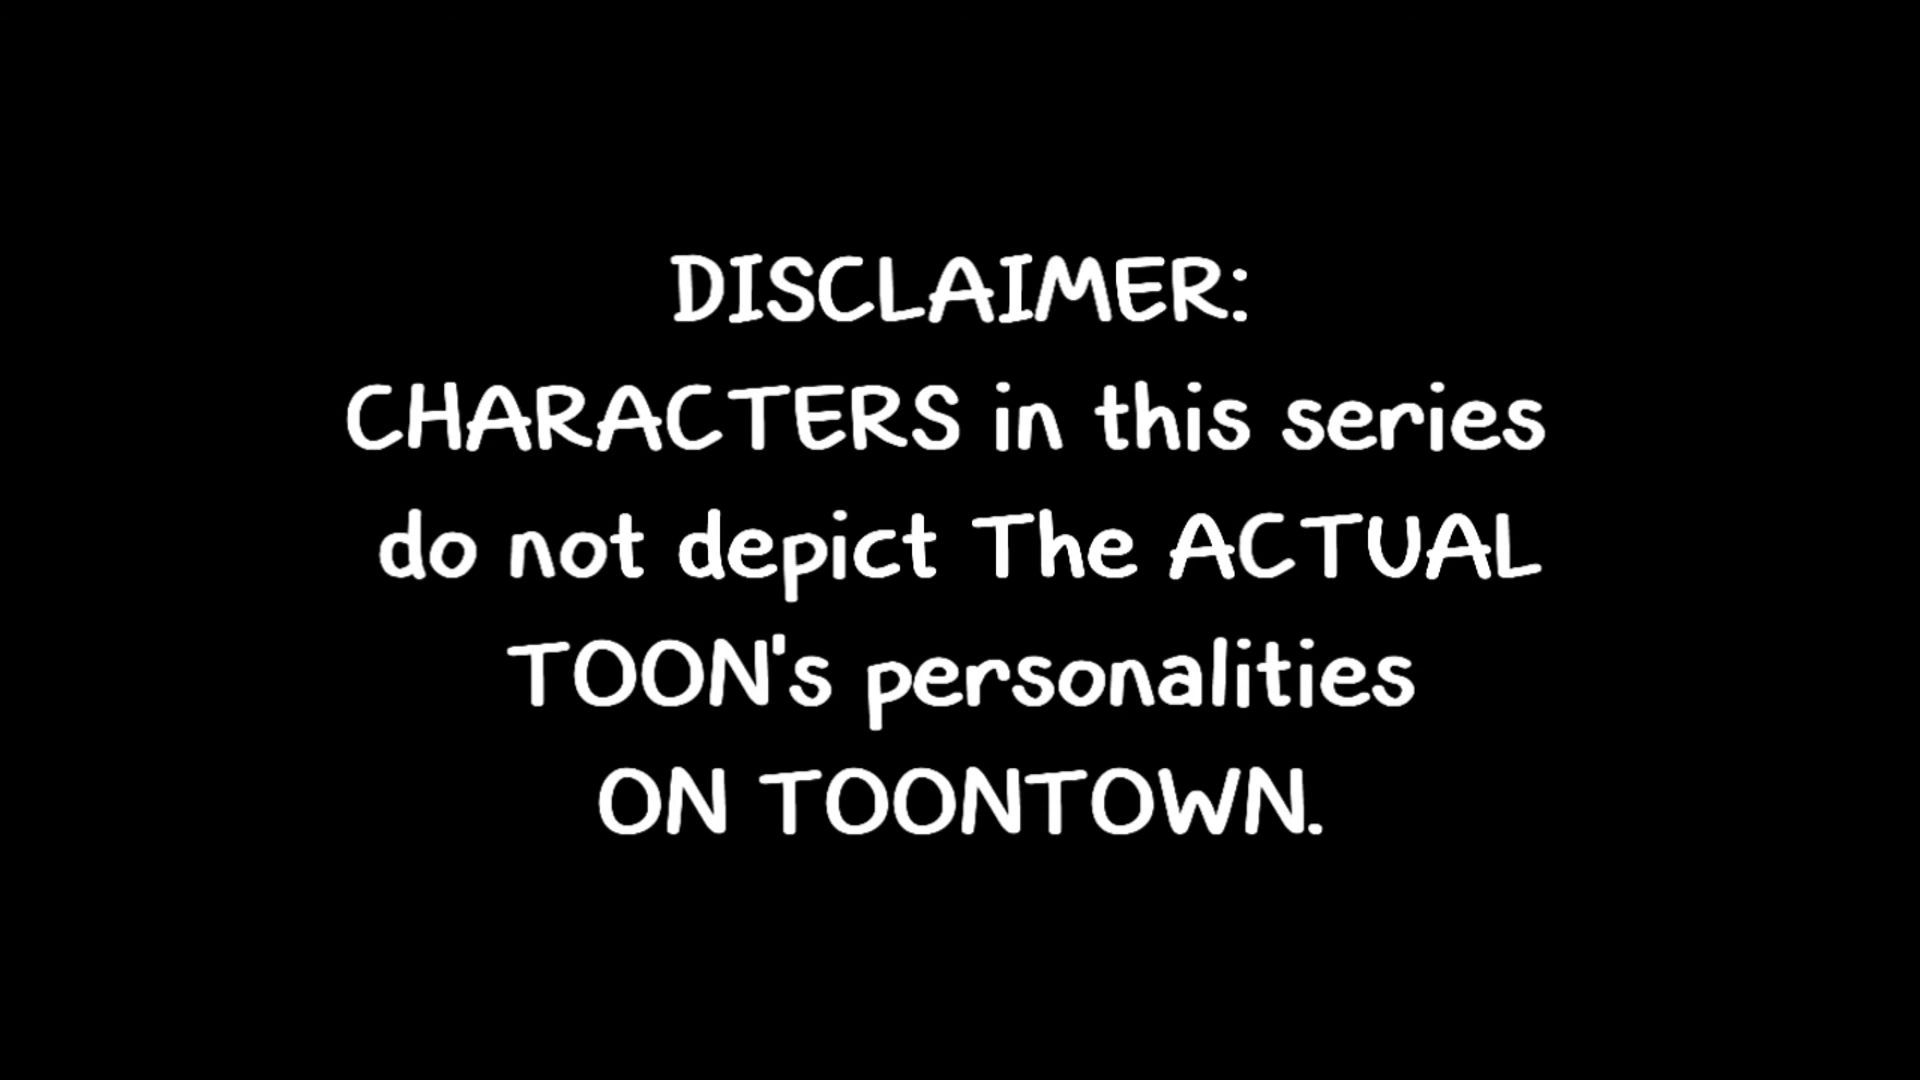 DISCLAIMER:
CHARACTERS in this series
do not depict The ACTUAL
TOON's personalities
ON TOONTOWN.